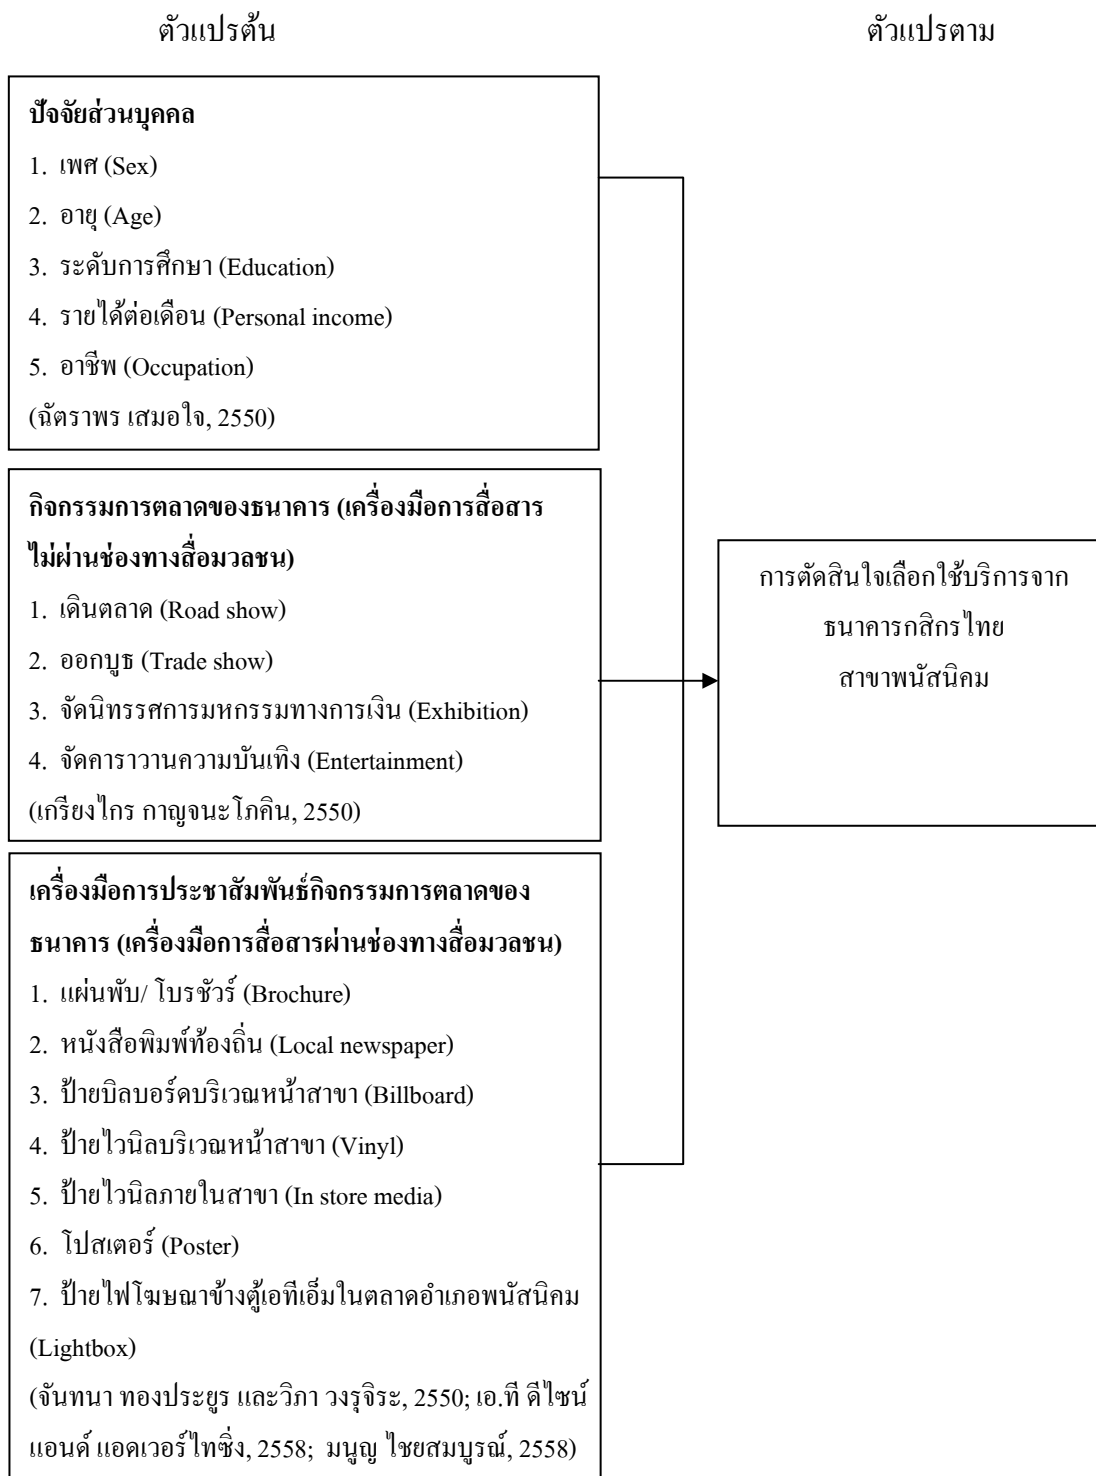 ตัวแปรต้น
ตัวแปรตาม
ปัจจัยส่วนบุคคล
1. เพศ (Sex)
2. อายุ (Age)
3. ระดับการศึกษา (Education)
4. รายได้ต่อเดือน (Personal income)
5. อาชีพ (Occupation)
(ฉัตราพร เสมอใจ, 2550)
กิจกรรมการตลาดของธนาคาร (เครื่องมือการสื่อสาร
ไม่ผ่านช่องทางสื่อมวลชน)
1. เดินตลาด (Road show)
2. ออกบูธ (Trade show)
3. จัดนิทรรศการมหกรรมทางการเงิน (Exhibition)
4. จัดคาราวานความบันเทิง (Entertainment)
(เกรียงไกร กาญจนะโภคิน, 2550)
การตัดสินใจเลือกใช้บริการจาก
ธนาคารกสิกรไทย
สาขาพนัสนิคม
เครื่องมือการประชาสัมพันธ์กิจกรรมการตลาดของ
ธนาคาร (เครื่องมือการสื่อสารผ่านช่องทางสื่อมวลชน)
1. แผ่นพับ/ โบรชัวร์ (Brochure)
2. หนังสือพิมพ์ท้องถิ่น (Local newspaper)
3. ป้ายบิลบอร์ดบริเวณหน้าสาขา (Billboard)
4. ป้ายไวนิลบริเวณหน้าสาขา (Vinyl)
5. ป้ายไวนิลภายในสาขา (In store media)
6. โปสเตอร์ (Poster)
7. ป้ายไฟโฆษณาข้างตู้เอทีเอ็มในตลาดอำเภอพนัสนิคม
(Lightbox)
(จันทนา ทองประยูร และวิภา วงรุจิระ, 2550; เอ.ที ดีไซน์
แอนด์ แอดเวอร์ไทซิ่ง, 2558; มนูญ ไชยสมบูรณ์, 2558)